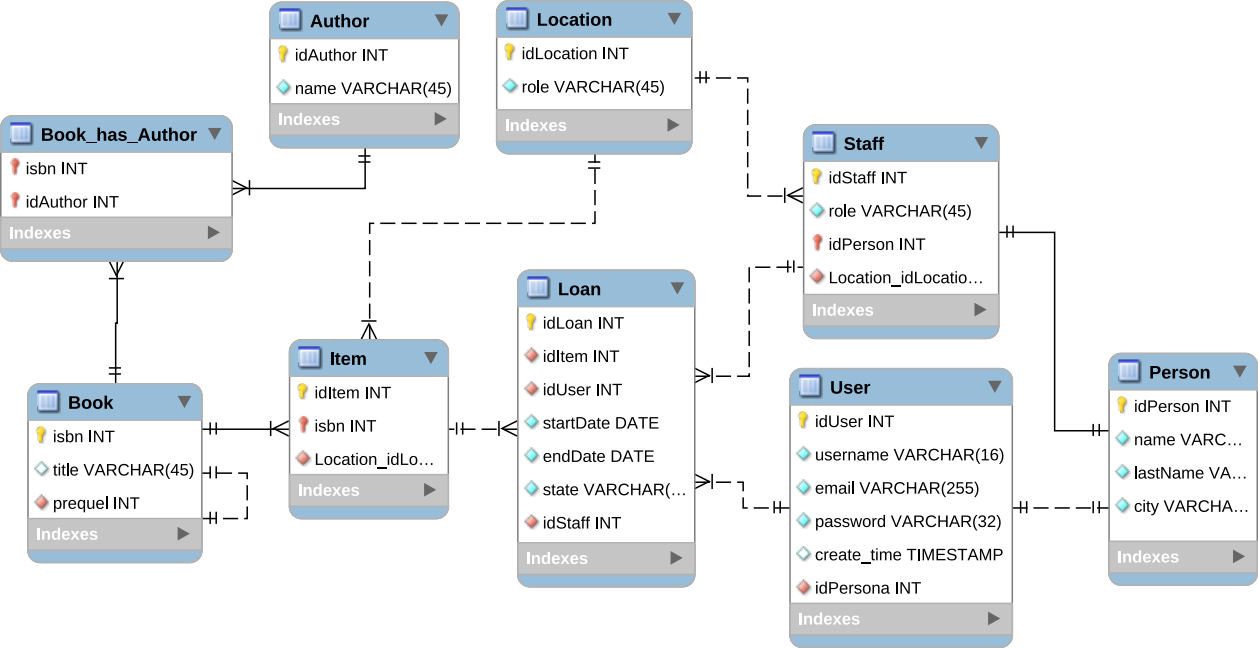 Author
idAuthor INT
name VARCHAR(45)
Indexes
Location
idLocation INT
role VARCHAR(45)
Indexes
Book_has_Author
isbn INT
idAuthor INT
Indexes
Staff
idStaff INT
role VARCHAR(45)
idPerson INT
Location_idLocatio...
Indexes
Loan
idLoan INT
idItem INT
idUser INT
startDate DATE
endDate DATE
state VARCHAR(...
idStaff INT
Indexes
Item
idItem INT
isbn INT
Location_idLo...
Indexes
Book
isbn INT
title VARCHAR(45)
prequel INT
Indexes
User
idUser INT
username VARCHAR(16)
email VARCHAR(255)
password VARCHAR(32)
create_time TIMESTAMP
idPersona INT
Indexes
Person
idPerson INT
name VARC...
lastName VA...
city VARCHA...
Indexes